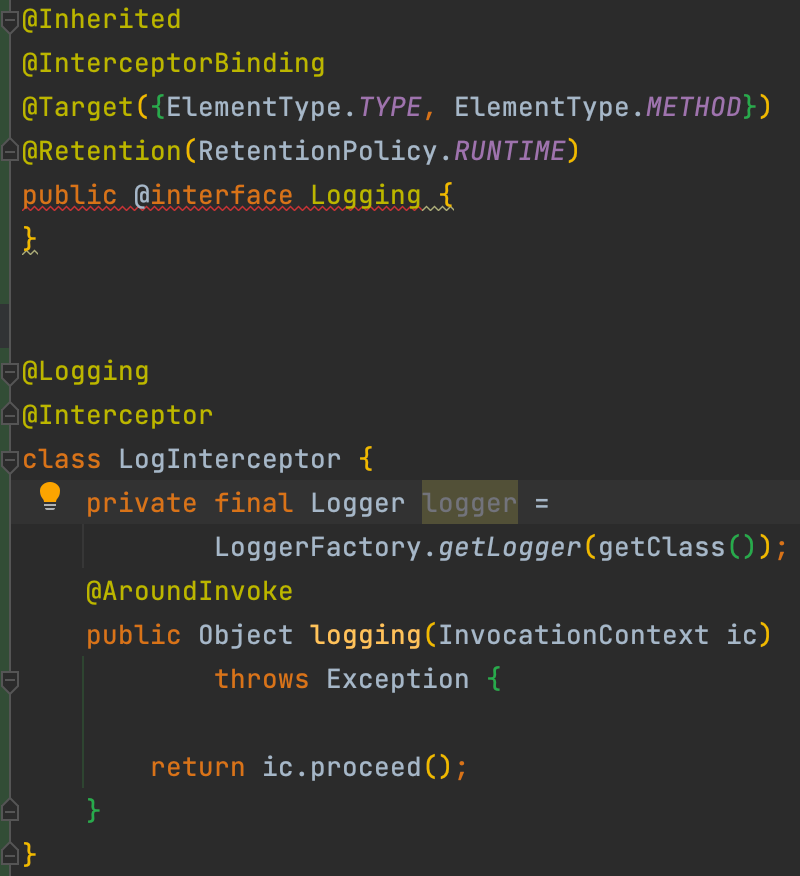 @Inherited
@InterceptorBinding
@Target({ElementType.TYPE, ElementType.METHOD})
@Retention(RetentionPolicy.RUNTIME)
public @interface Logging {
}
@Logging
@Interceptor
class LogInterceptor {
private final Logger logger =
LoggerFactory.getLogger(getClass());
@AroundInvoke
public Object logging(InvocationContext ic)
throws Exception {
return ic.proceed();
}
}